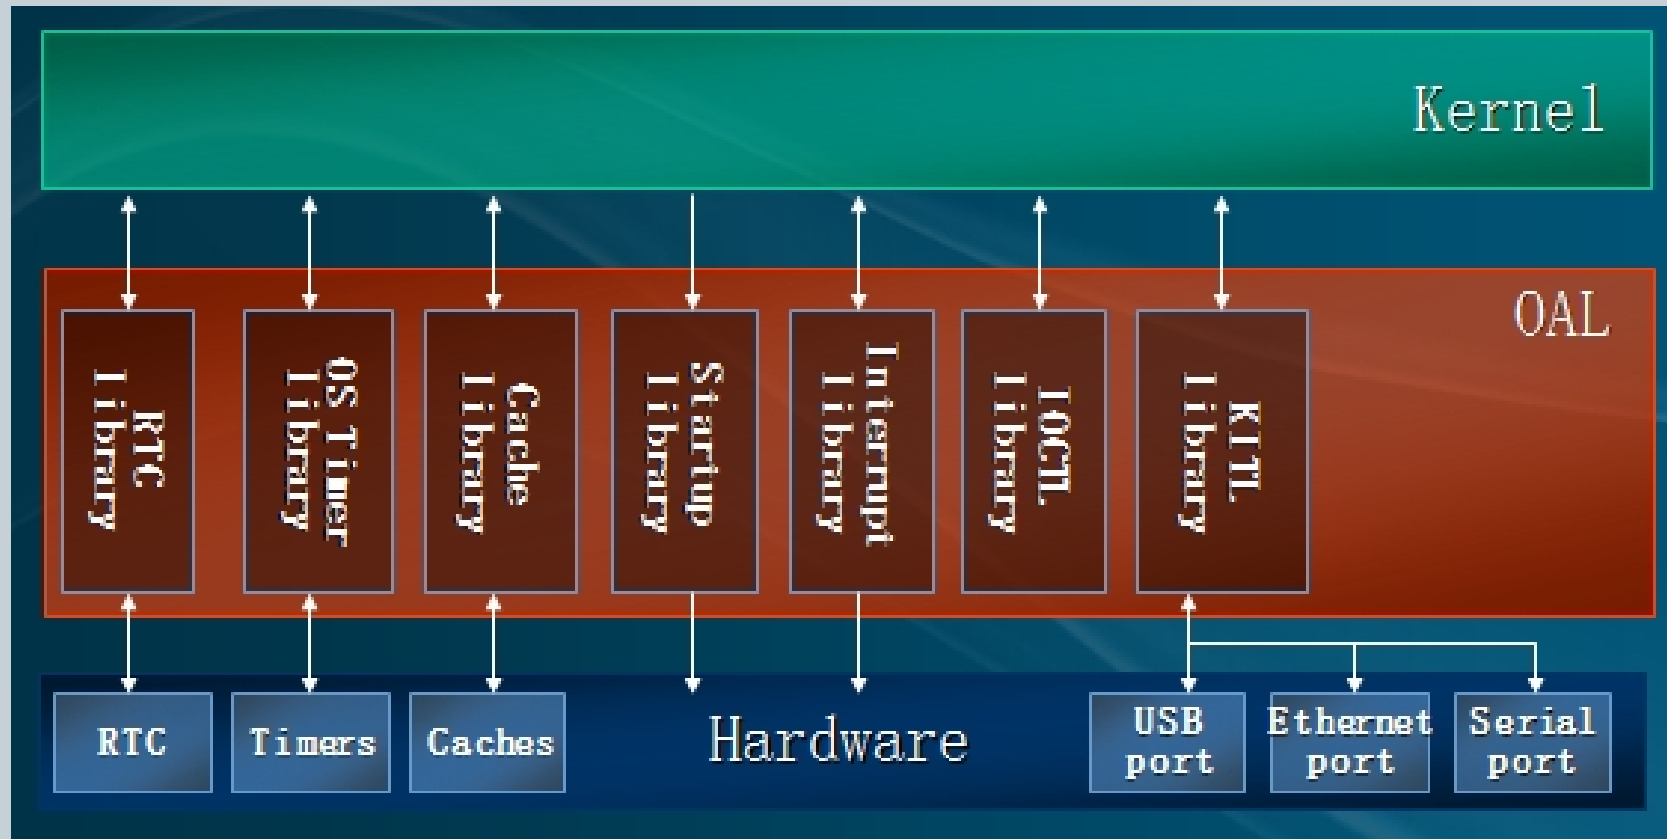 Kernel
OAL
RTC
Library
OS Timer
Library
Cache
Library
Startup
Library
Interrupt
Library
IOCTL
Library
KITL
Library
RTC
Timers
Caches
Hardware
USB
port
Ethernet
port
Serial
port